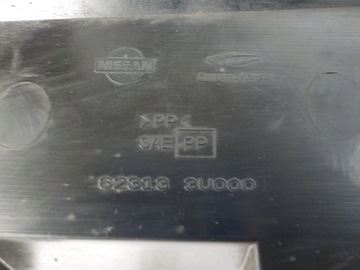 NISSAN
>PP<
SAE PP
62313 3U000